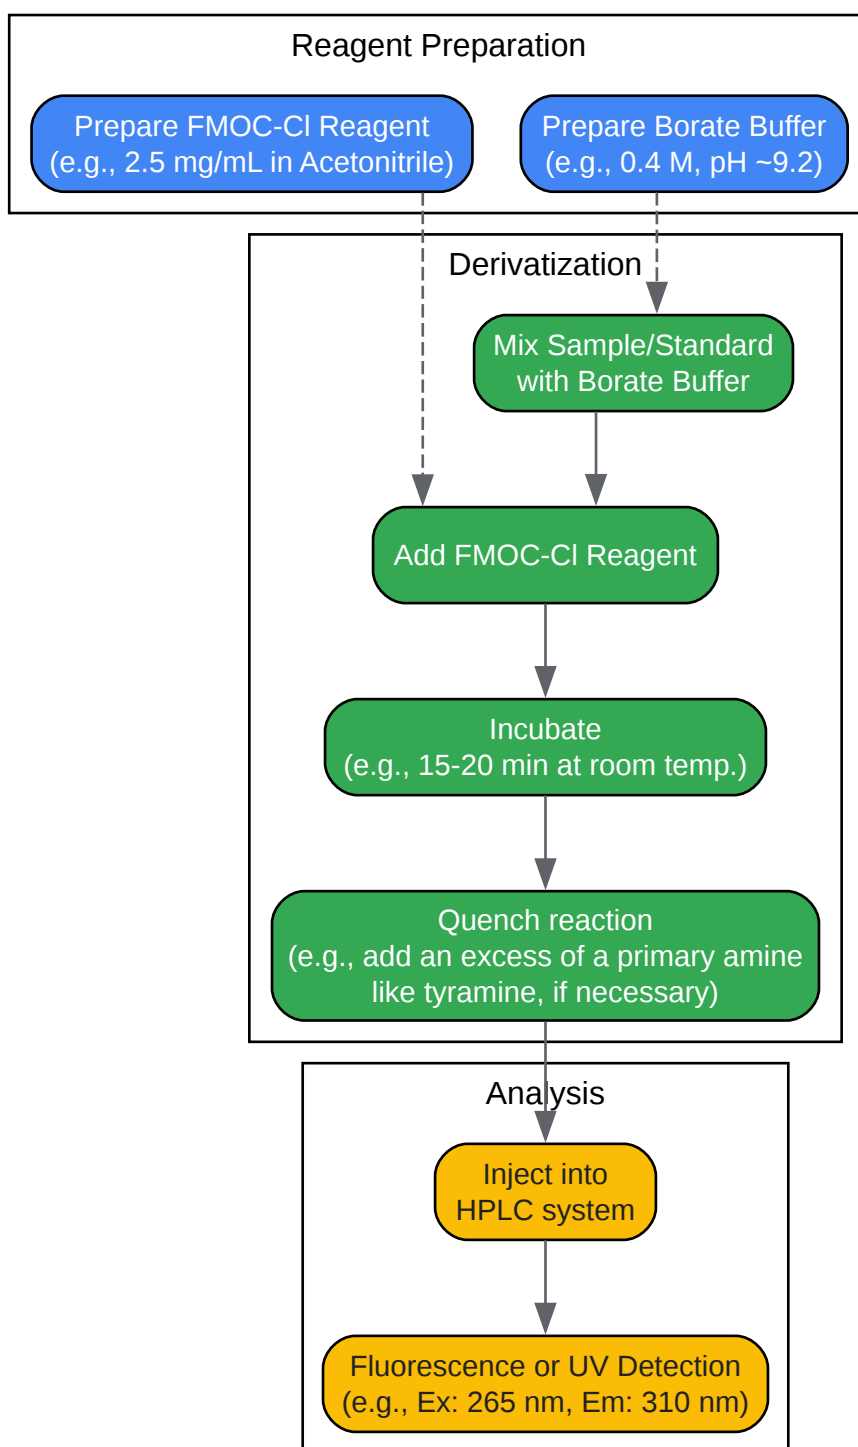 Reagent Preparation
Prepare FMOC-Cl Reagent
(e.g., 2.5 mg/mL in Acetonitrile)
Prepare Borate Buffer
(e.g., 0.4 M, pH ~9.2)
Derivatization
Mix Sample/Standard
with Borate Buffer
Add FMOC-Cl Reagent
Incubate
(e.g., 15-20 min at room temp.)
Quench reaction
(e.g., add an excess of a primary amine
like tyramine, if necessary)
Analysis
Inject into
HPLC system
Fluorescence or UV Detection
(e.g., Ex: 265 nm, Em: 310 nm)